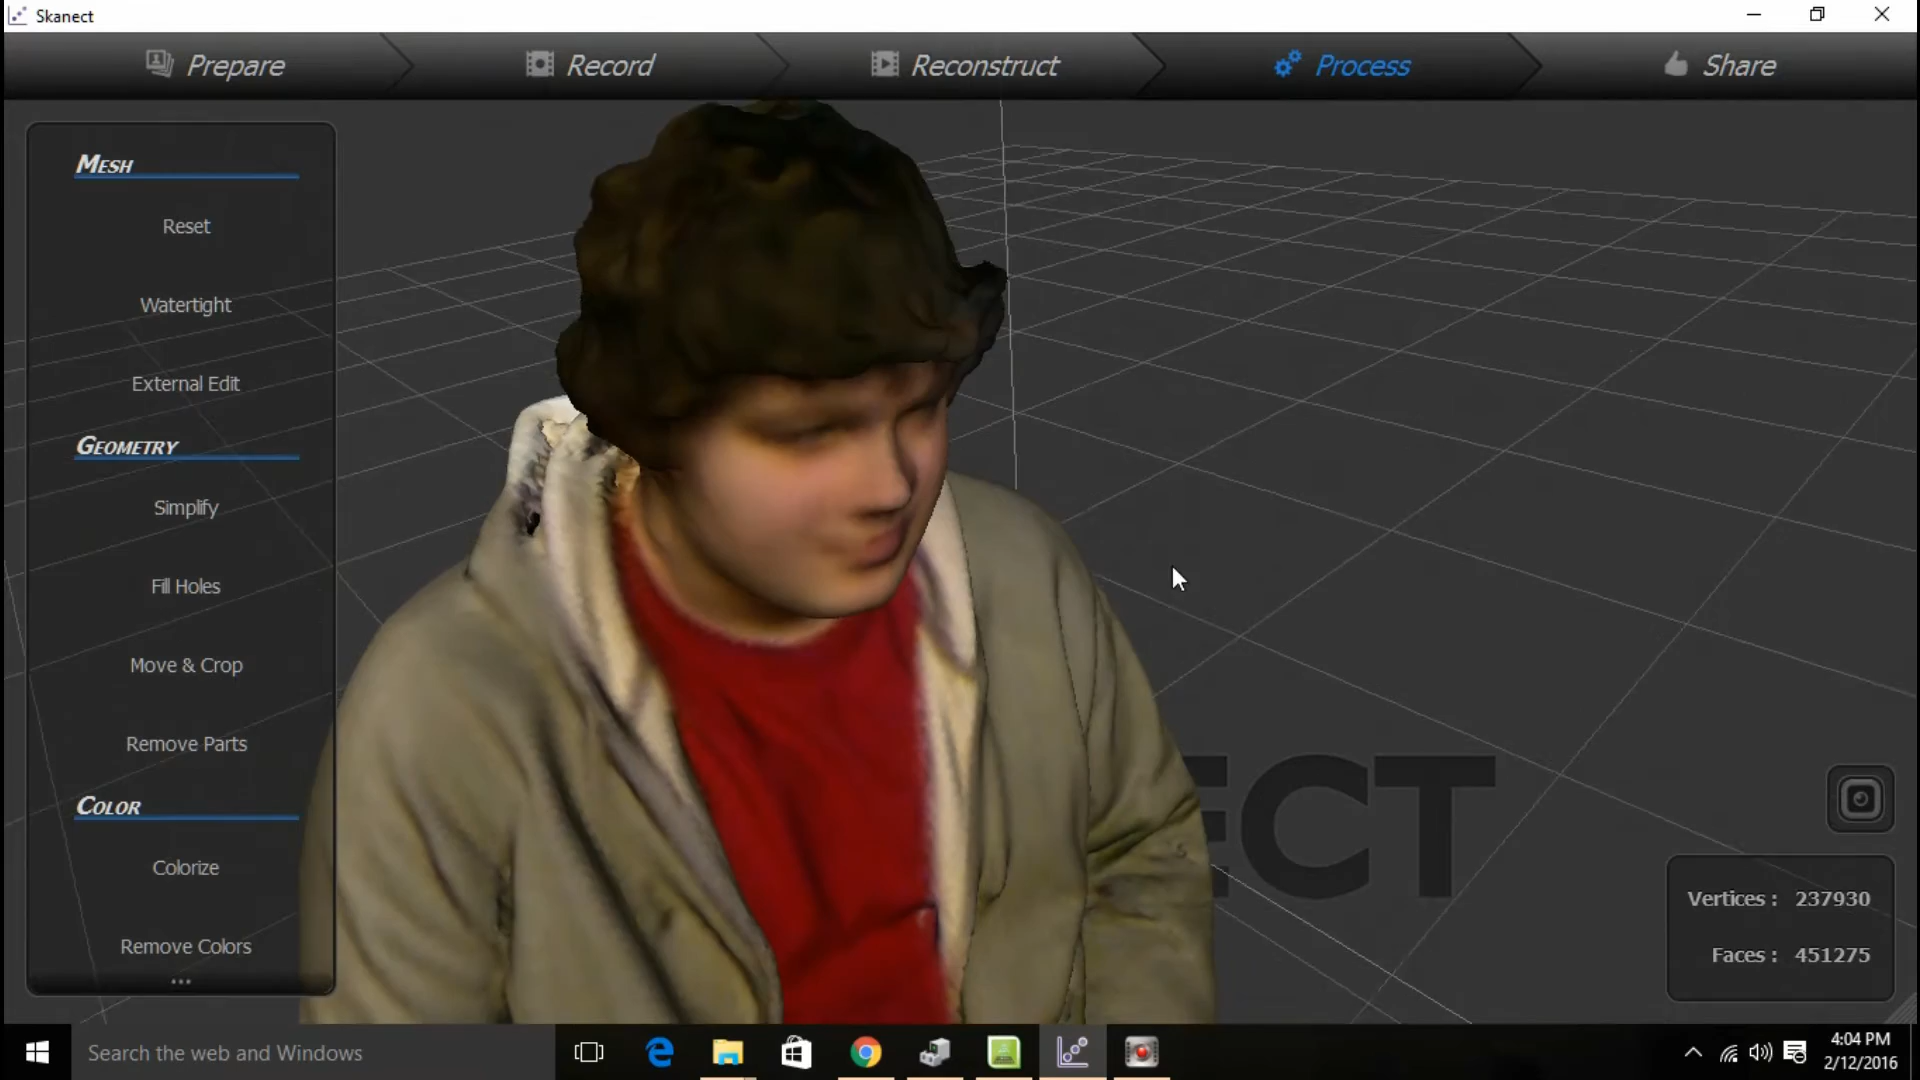 Skanect
Prepare
Record
Reconstruct
Process
Share
MESH
Reset
Watertight
External Edit
GEOMETRY
Simplify
Fill Holes
Move & Crop
Remove Parts
COLOR
Colorize
Remove Colors
...
ECT
Vertices : 237930
Faces : 451275
Search the web and Windows
4:04 PM
2/12/2016